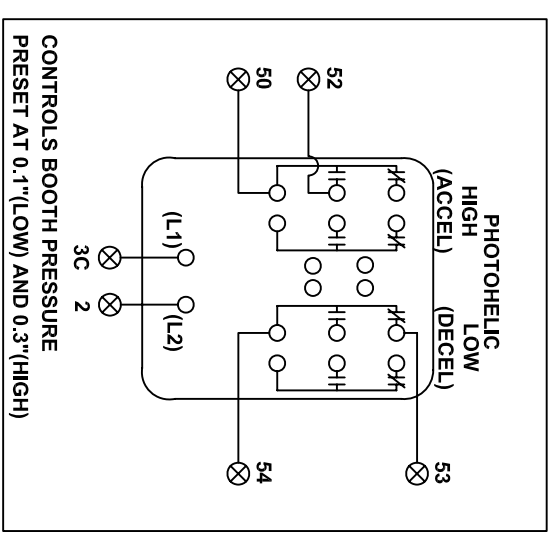 PHOTOHELIC
HIGH
(ACCEL)
LOW
(DECEL)
52
50
53
54
(L1)
(L2)
3C
2
CONTROLS BOOTH PRESSURE
PRESET AT 0.1"(LOW) AND 0.3"(HIGH)